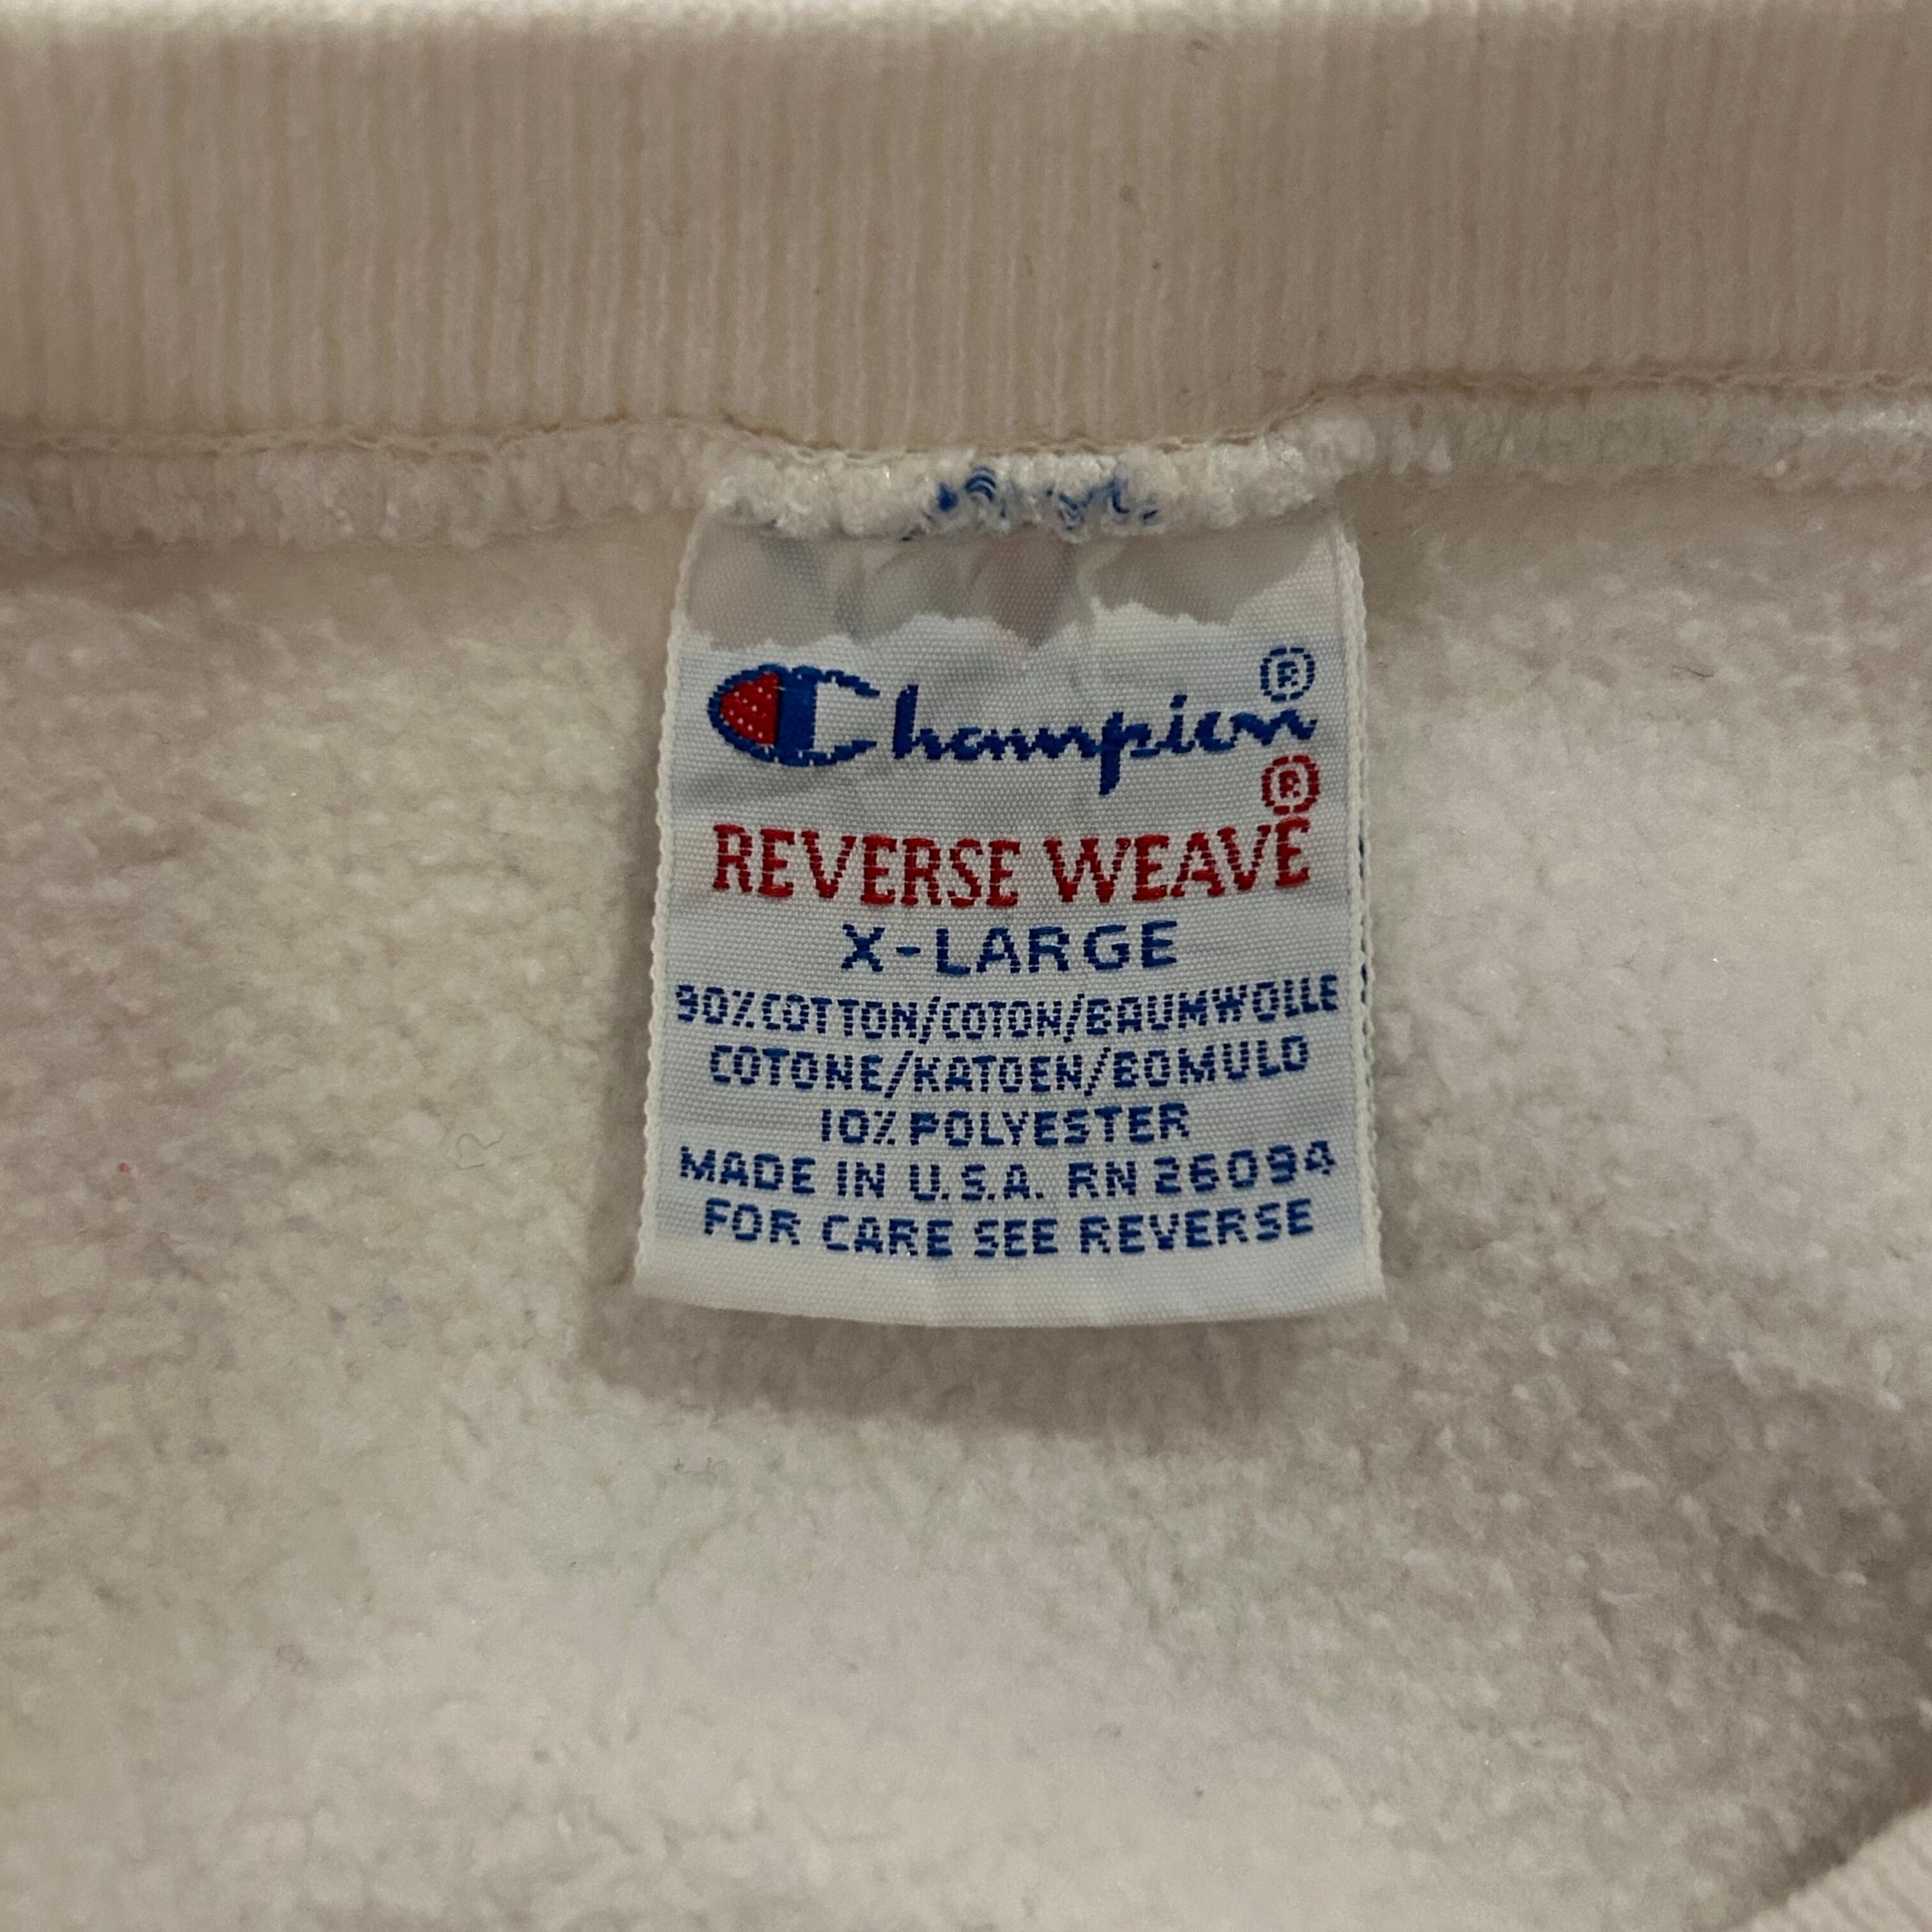 Champion®
REVERSE WEAVE®
X-LARGE
90% COTTON/COTON/BAUMWOLLE
COTONE/KATOEN/BOMULD
10% POLYESTER
MADE IN U.S.A. RN 26094
FOR CARE SEE REVERSE